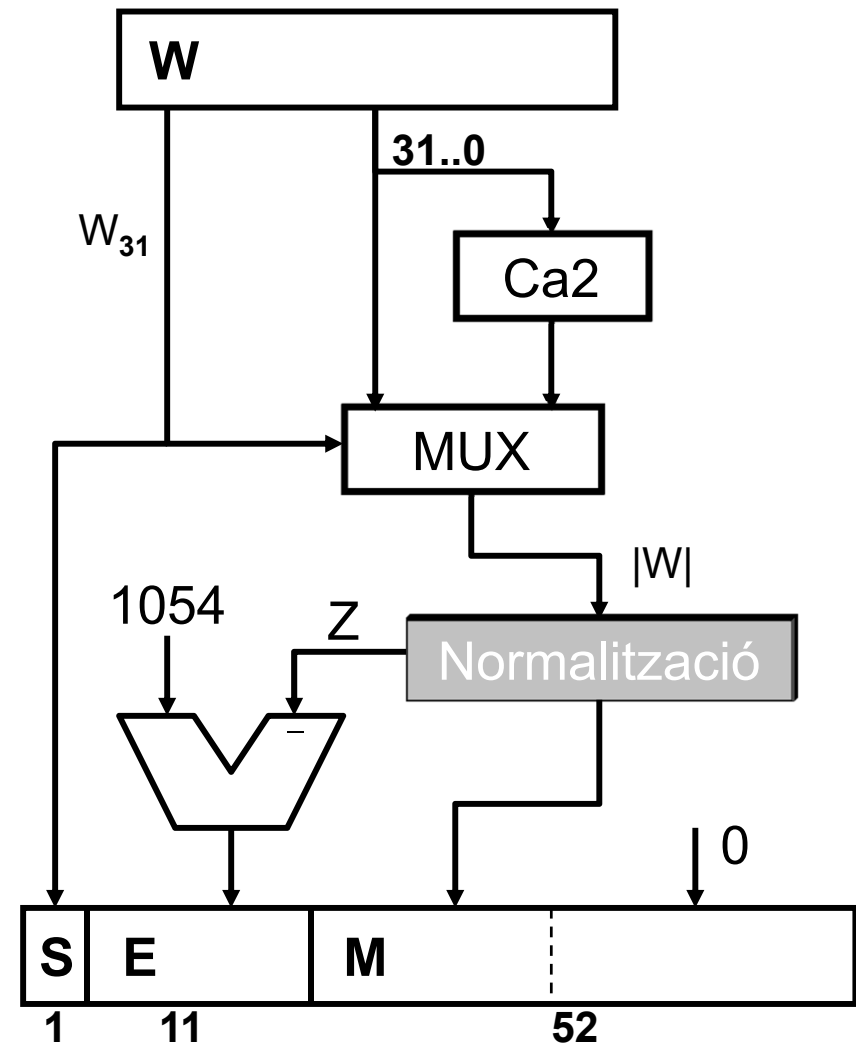 W
31..0
W31
Ca2
MUX
|W|
1054
Z
Normalització
–
0
S E M
1 11 52